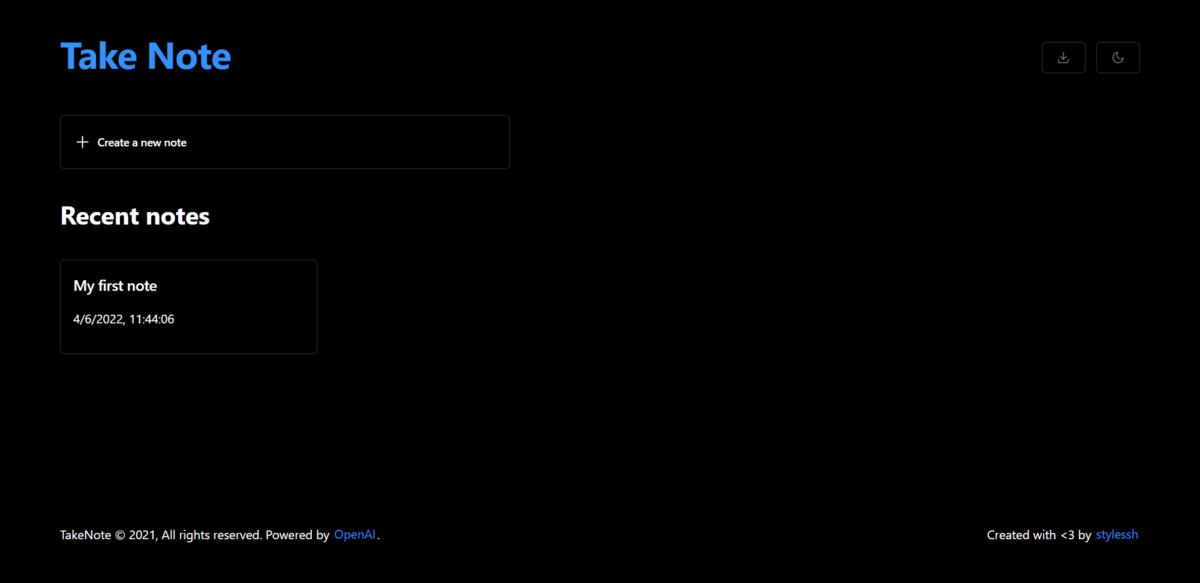 Take Note
Create a new note
Recent notes
My first note
4/6/2022, 11:44:06
TakeNote © 2021, All rights reserved. Powered by OpenAI.
Created with <3 by stylessh